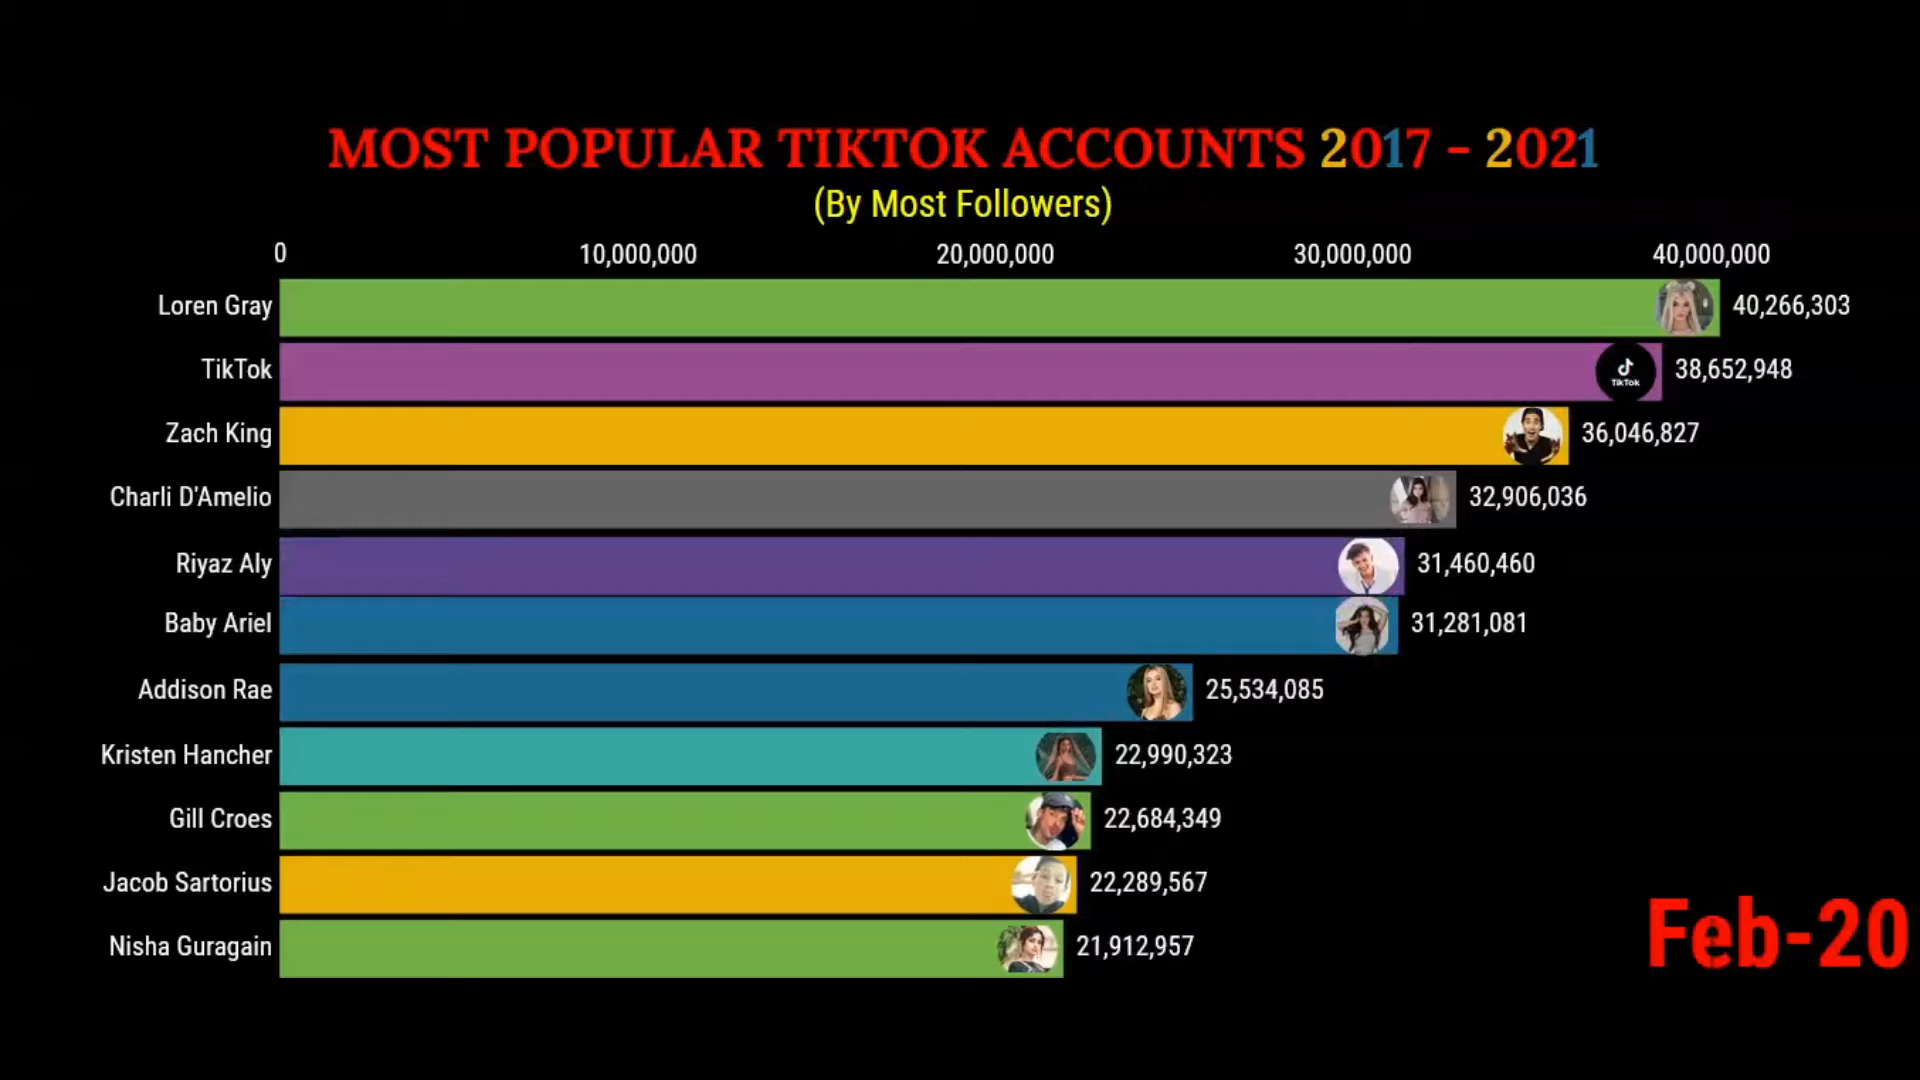 MOST POPULAR TIKTOK ACCOUNTS 2017 - 2021
(By Most Followers)
0 10,000,000 20,000,000 30,000,000 40,000,000
Loren Gray 40,266,303
TikTok TikTok 38,652,948
Zach King 36,046,827
Charli D'Amelio 32,906,036
Riyaz Aly 31,460,460
Baby Ariel 31,281,081
Addison Rae 25,534,085
Kristen Hancher 22,990,323
Gill Croes 22,684,349
Jacob Sartorius 22,289,567
Nisha Guragain 21,912,957
Feb-20